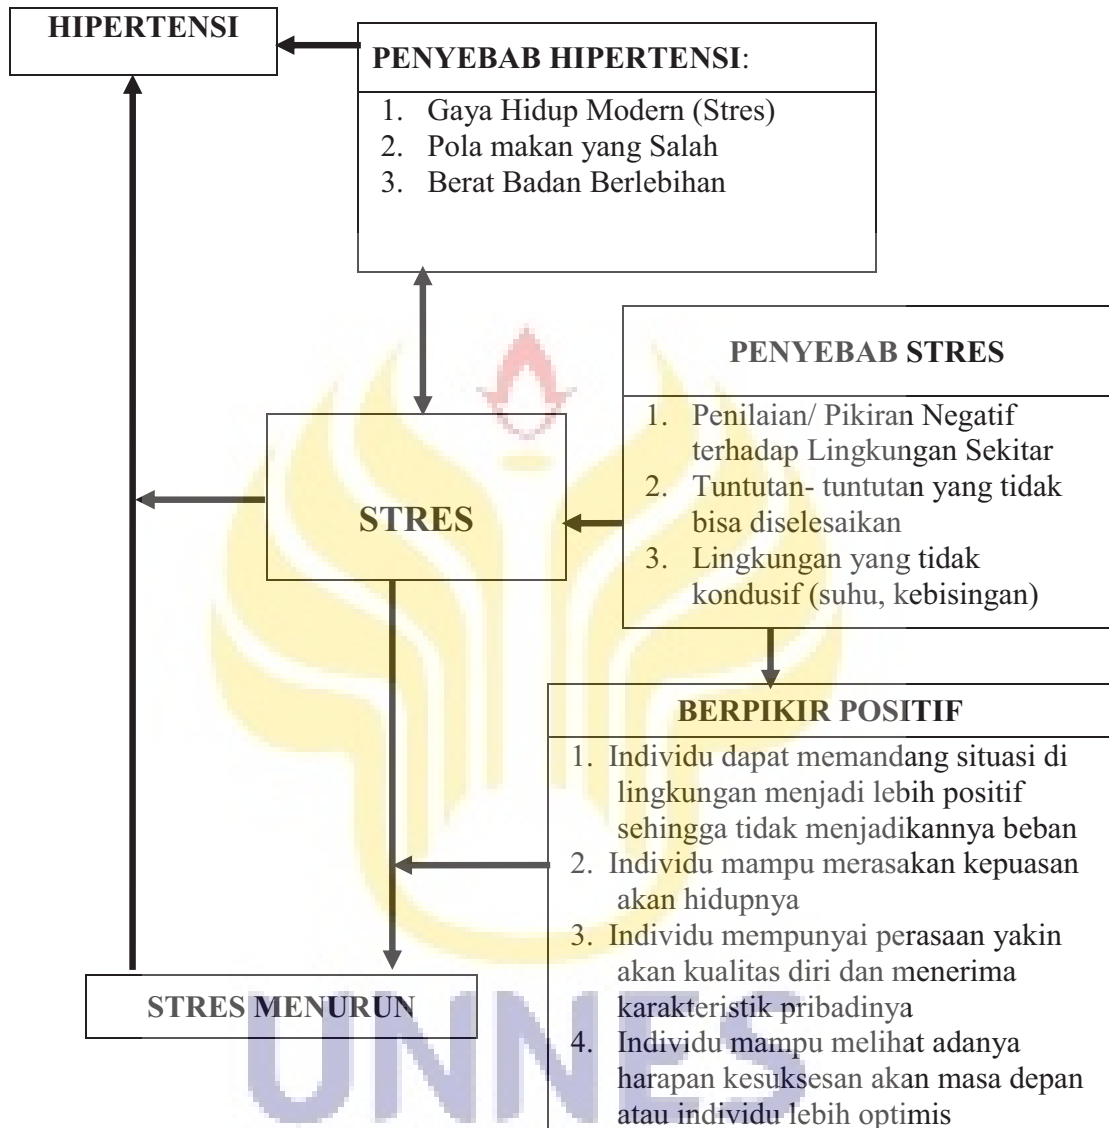 HIPERTENSI
PENYEBAB HIPERTENSI:
1. Gaya Hidup Modern (Stres)
2. Pola makan yang Salah
3. Berat Badan Berlebihan
PENYEBAB STRES
1. Penilaian/ Pikiran Negatif
terhadap Lingkungan Sekitar
2. Tuntutan- tuntutan yang tidak
bisa diselesaikan
3. Lingkungan yang tidak
kondusif (suhu, kebisingan)
STRES
BERPIKIR POSITIF
1. Individu dapat memandang situasi di
lingkungan menjadi lebih positif
sehingga tidak menjadikannya beban
2. Individu mampu merasakan kepuasan
akan hidupnya
3. Individu mempunyai perasaan yakin
akan kualitas diri dan menerima
karakteristik pribadinya
4. Individu mampu melihat adanya
harapan kesuksesan akan masa depan
atau individu lebih optimis
STRES MENURUN
UNNES